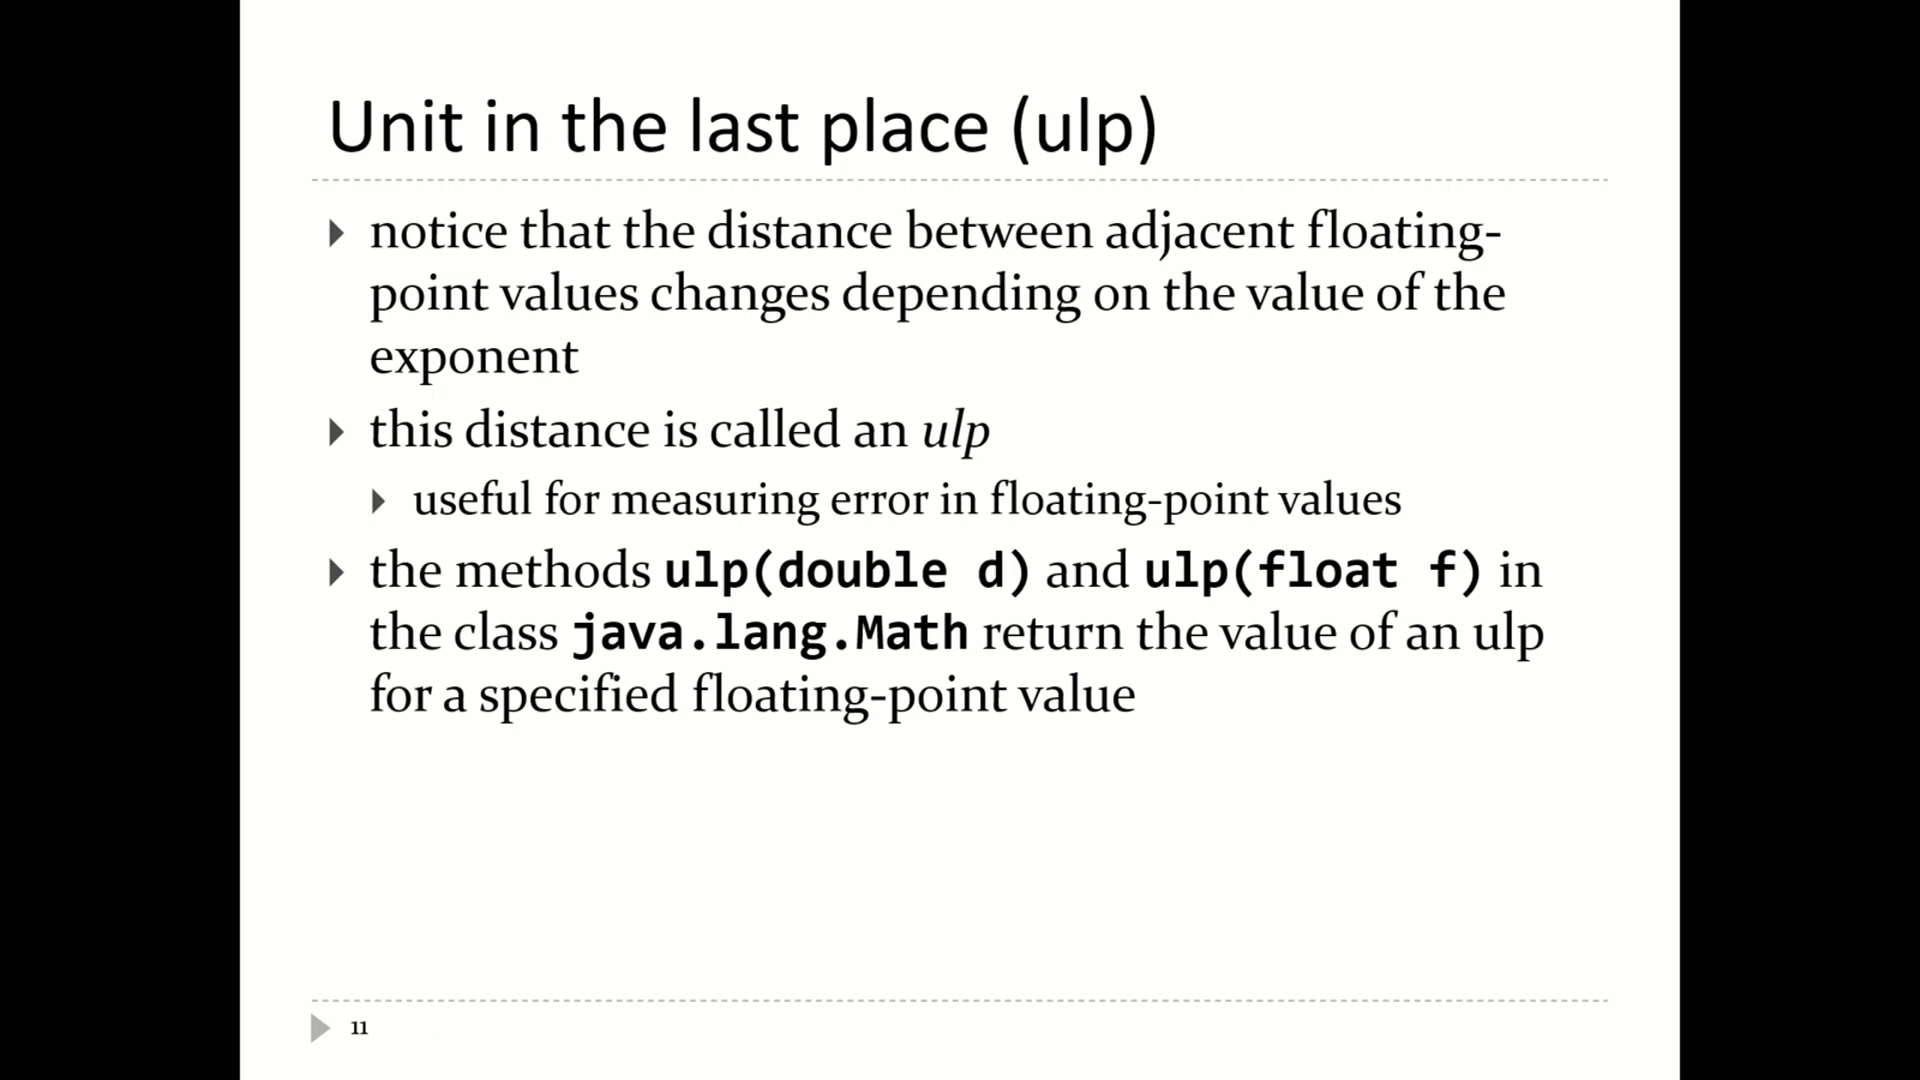 Unit in the last place (ulp)
notice that the distance between adjacent floating-
point values changes depending on the value of the
exponent
this distance is called an ulp
useful for measuring error in floating-point values
the methods ulp(double d) and ulp(float f) in
the class java.lang.Math return the value of an ulp
for a specified floating-point value
11